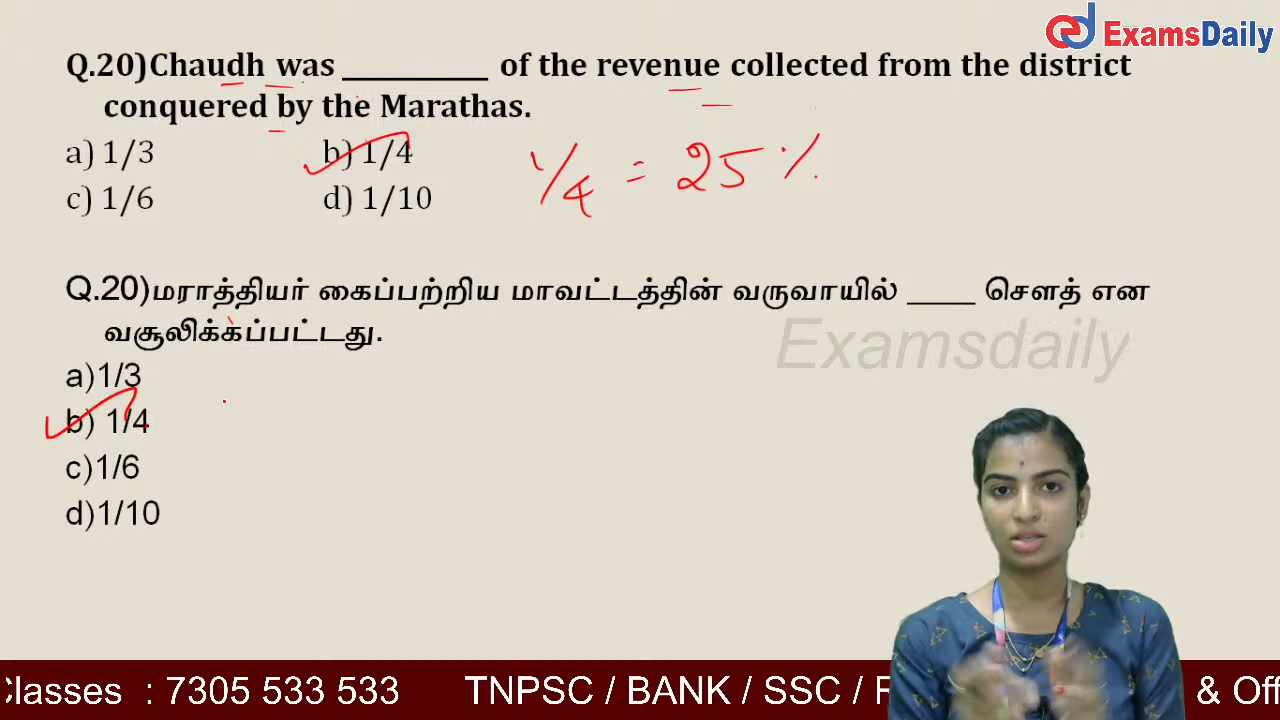 ExamsDaily
Q.20)Chaudh was __________ of the revenue collected from the district
conquered by the Marathas.
a) 1/3 b) 1/4
c) 1/6 d) 1/10
1/4 = 25 %
Q.20)மராத்தியர் கைப்பற்றிய மாவட்டத்தின் வருவாயில் _____ சௌத் என
வசூலிக்கப்பட்டது.
Examsdaily
a)1/3
b) 1/4
c)1/6
d)1/10
Classes : 7305 533 533 TNPSC / BANK / SSC / R & Off